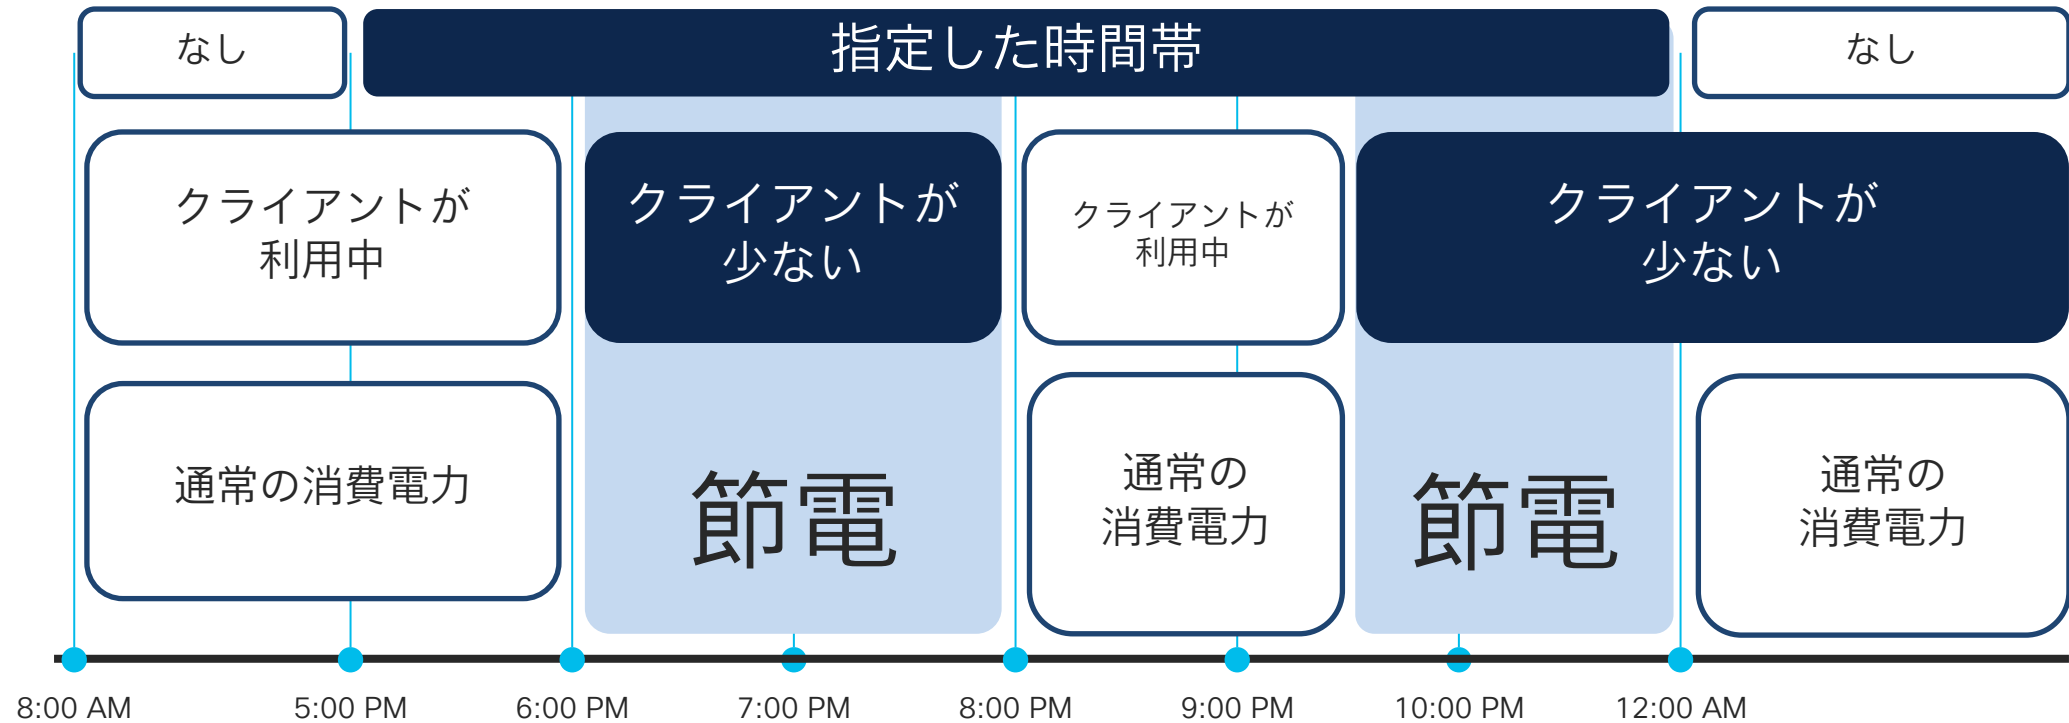 なし
指定した時間帯
なし
クライアントが
利用中
クライアントが
少ない
クライアントが
利用中
クライアントが
少ない
通常の消費電力
節電
通常の
消費電力
節電
通常の
消費電力
8:00 AM
5:00 PM
6:00 PM
7:00 PM
8:00 PM
9:00 PM
10:00 PM
12:00 AM